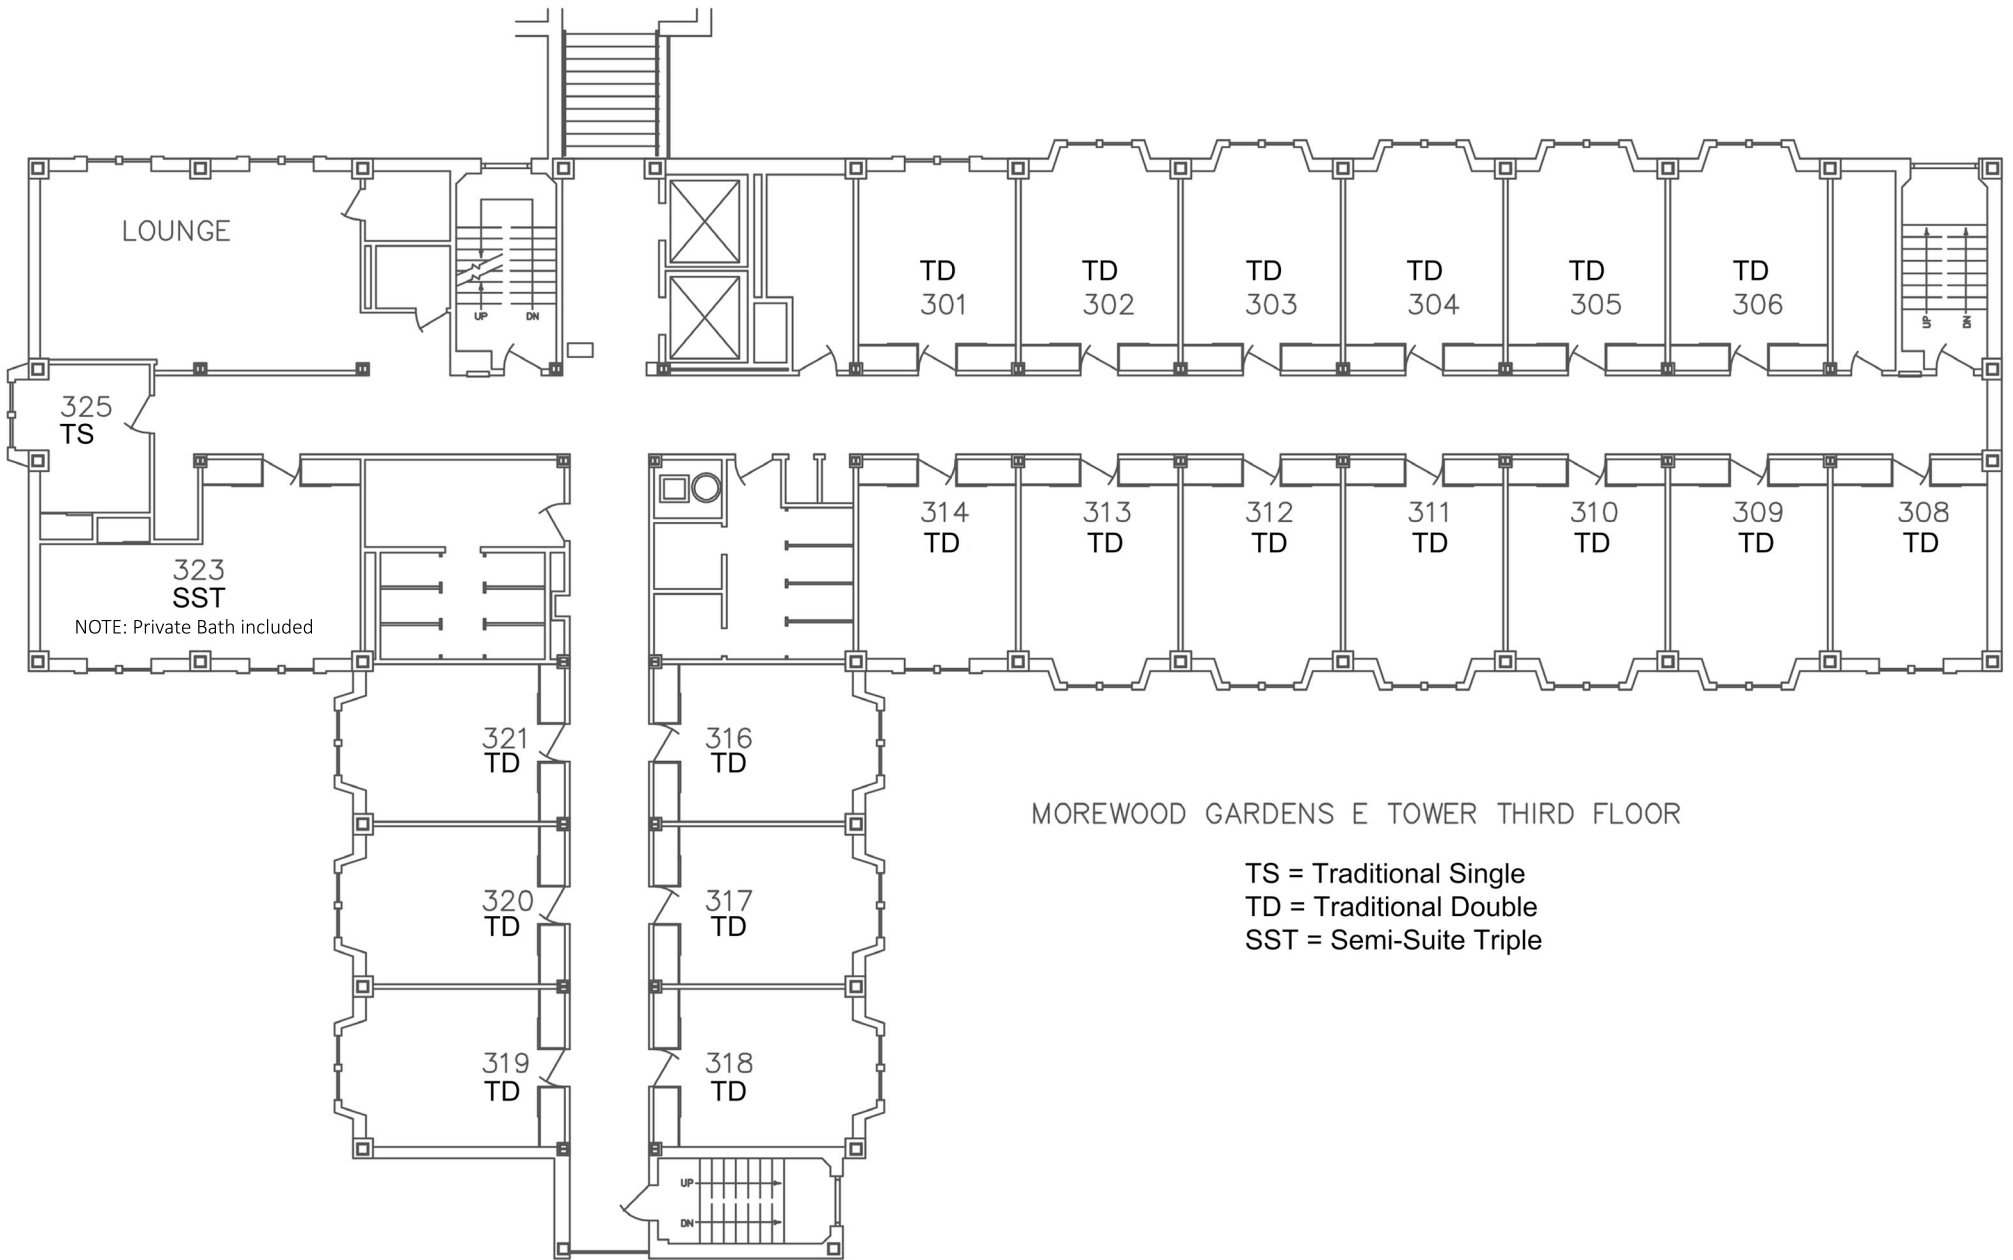 LOUNGE
UP
DN
TD
301
TD
302
TD
303
TD
304
TD
305
TD
306
UP
DN
325
TS
323
SST
NOTE: Private Bath included
314
TD
313
TD
312
TD
311
TD
310
TD
309
TD
308
TD
321
TD
316
TD
320
TD
317
TD
319
TD
318
TD
UP
DN
MOREWOOD GARDENS E TOWER THIRD FLOOR
TS = Traditional Single
TD = Traditional Double
SST = Semi-Suite Triple